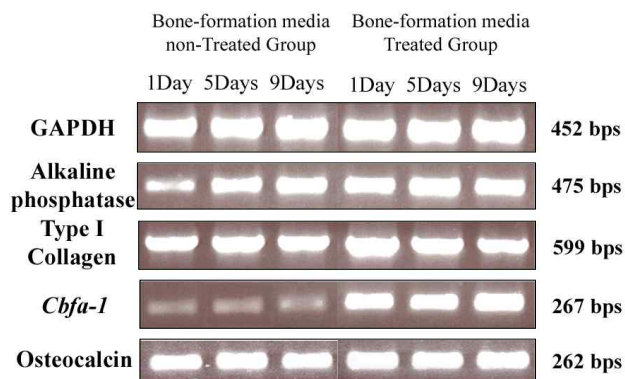 Bone-formation media
non-Treated Group
Bone-formation media
Treated Group
1Day 5Days 9Days 1Day 5Days 9Days
GAPDH 452 bps
Alkaline
phosphatase 475 bps
Type I
Collagen 599 bps
Cbfa-1 267 bps
Osteocalcin 262 bps